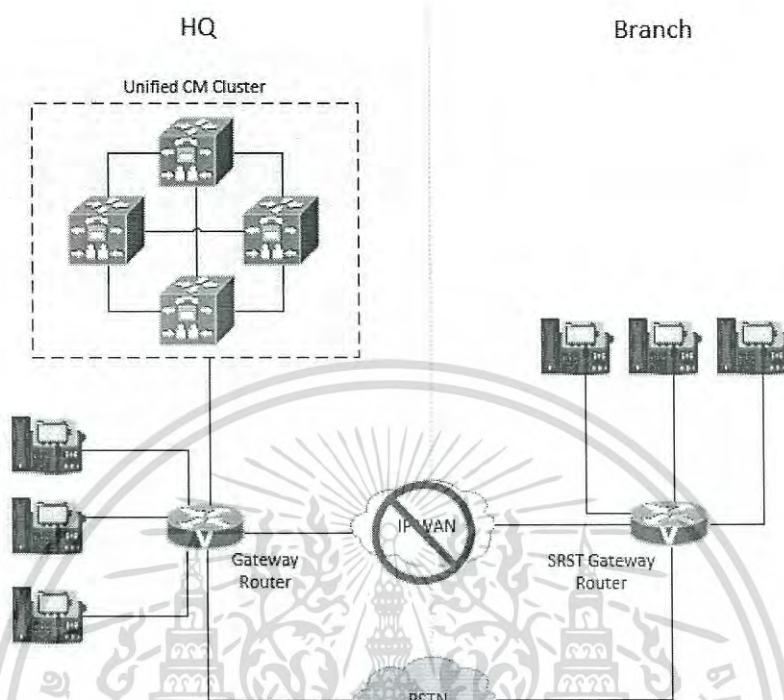 HQ
Branch
Unified CM Cluster
IP WAN
Gateway
Router
SRST Gateway
Router
PSTN